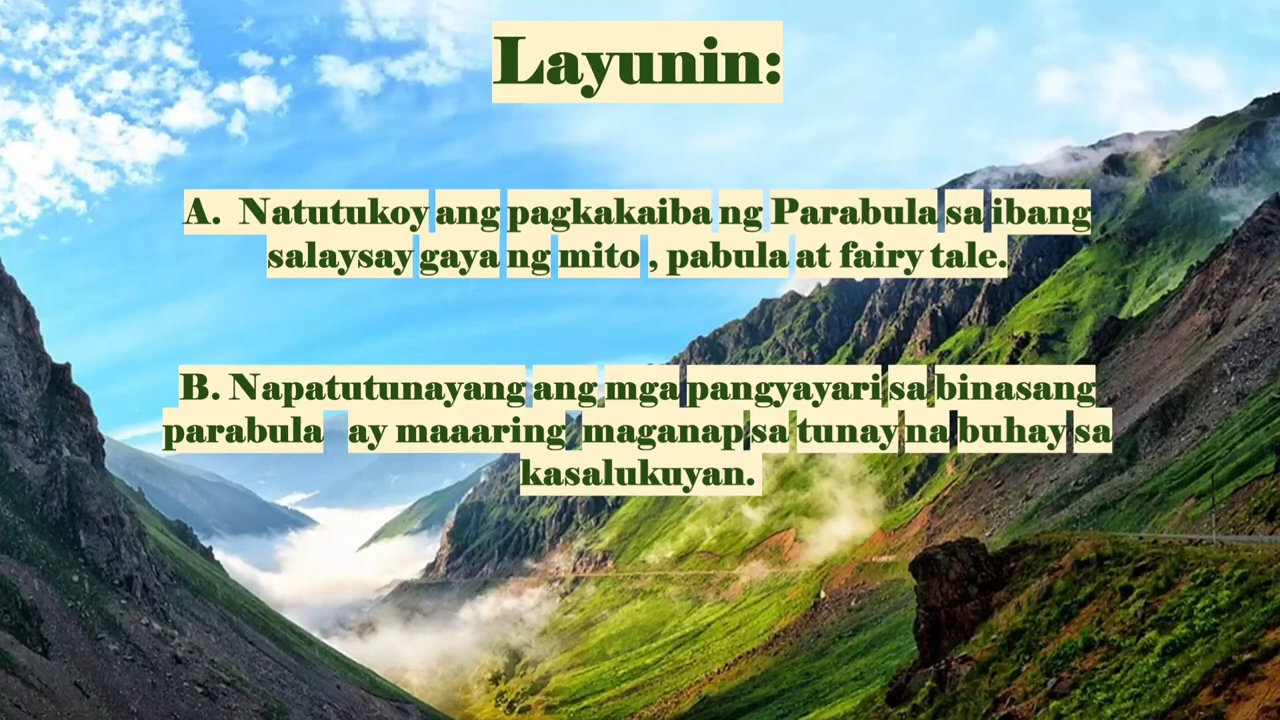 Layunin:
A. Natutukoy ang pagkakaiba ng Parabula sa ibang
salaysay gaya ng mito , pabula at fairy tale.
B. Napatutunayang ang mga pangyayari sa binasang
parabula ay maaaring maganap sa tunay na buhay sa
kasalukuyan.